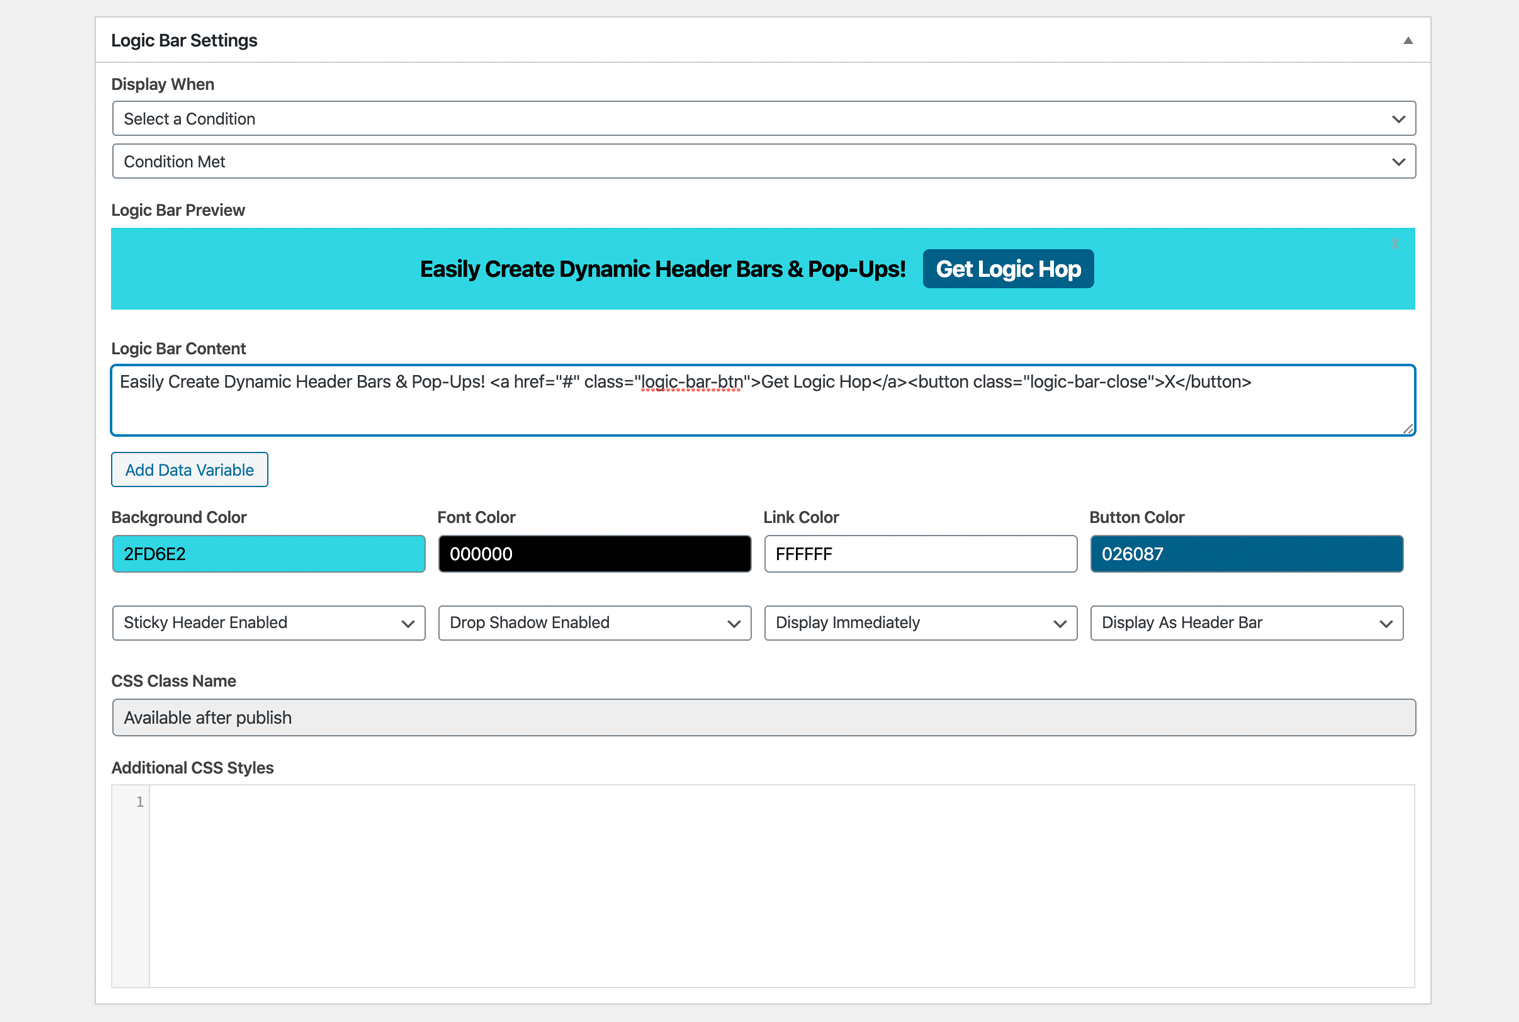 Logic Bar Settings
Display When
Select a Condition
Condition Met
Logic Bar Preview
X
Easily Create Dynamic Header Bars & Pop-Ups! Get Logic Hop
Logic Bar Content
Easily Create Dynamic Header Bars & Pop-Ups! <a href="#" class="logic-bar-btn">Get Logic Hop</a><button class="logic-bar-close">X</button>
Add Data Variable
Background Color Font Color Link Color Button Color
2FD6E2 000000 FFFFFF 026087
Sticky Header Enabled Drop Shadow Enabled Display Immediately Display As Header Bar
CSS Class Name
Available after publish
Additional CSS Styles
1